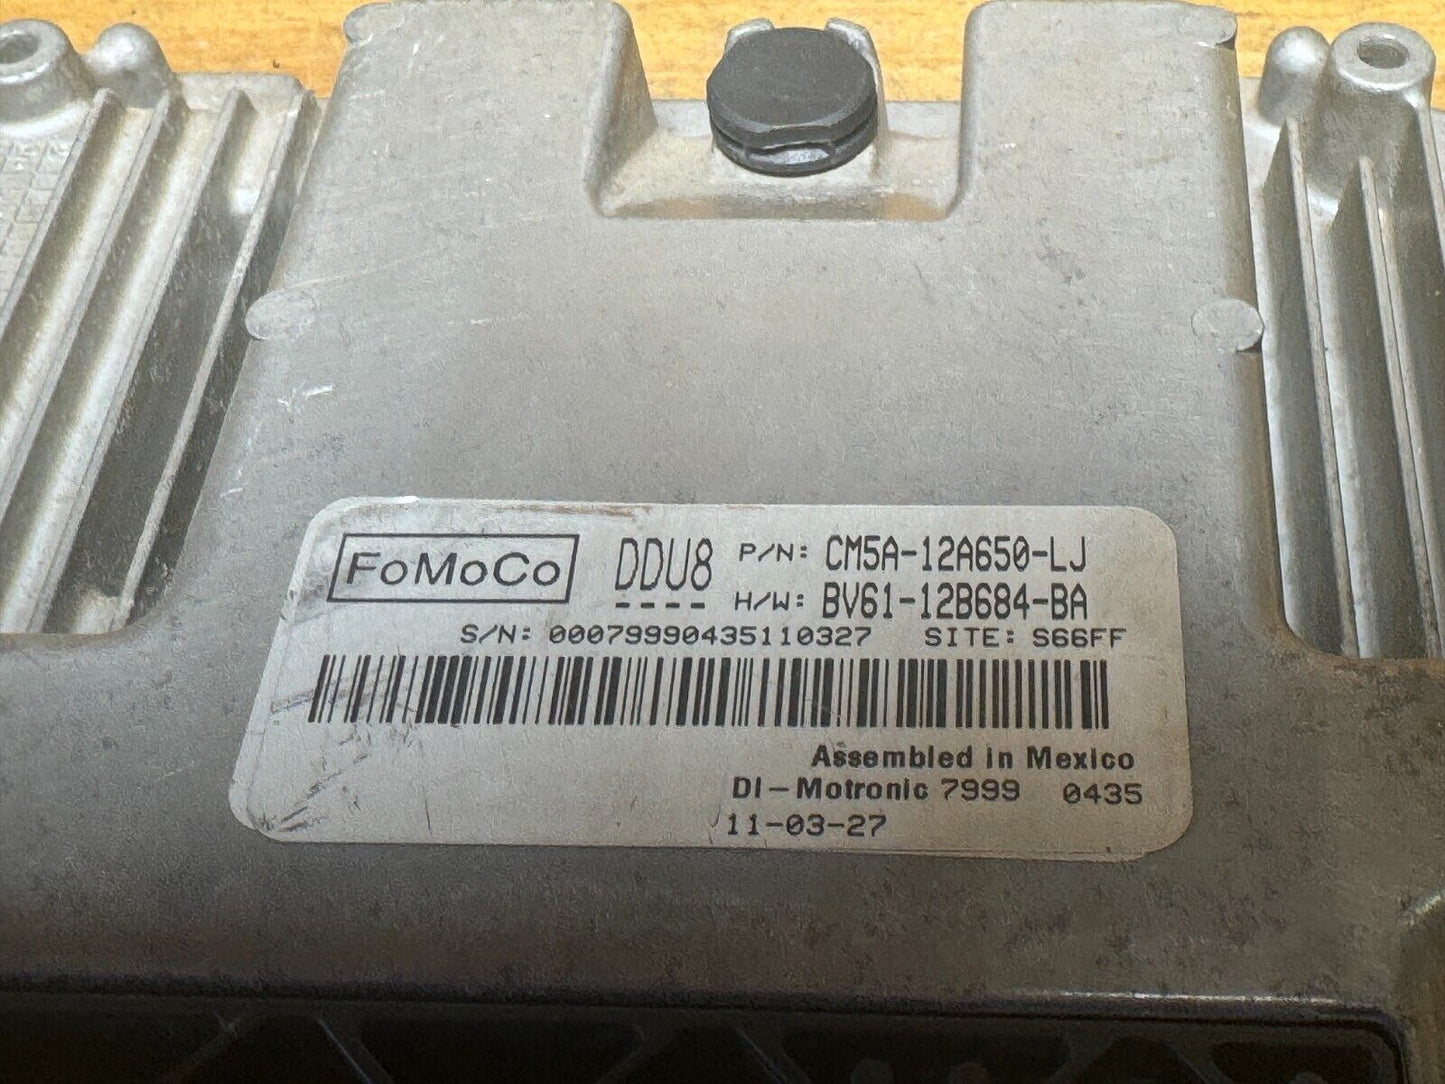 FoMoCo DDU8 P/N: CM5A-12A650-LJ
---- H/W: BV61-12B684-BA
S/N: 00079990435110327 SITE: S66FF
Assembled in Mexico
DI-Motronic 7999 0435
11-03-27